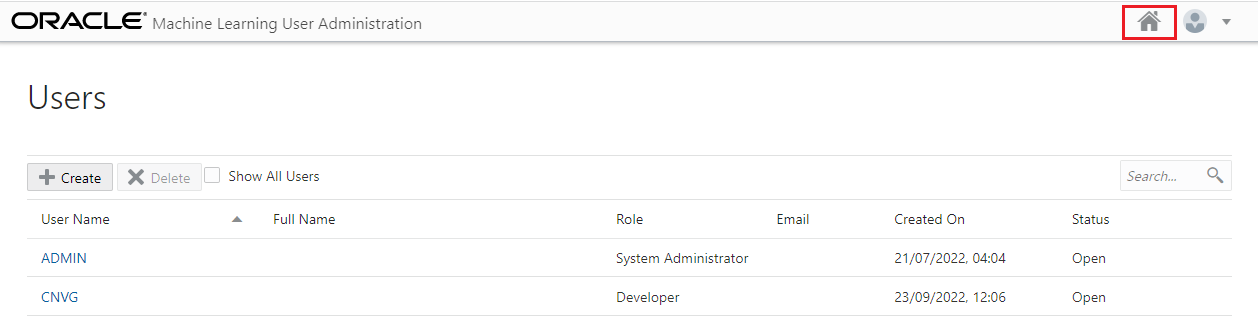 ORACLE® Machine Learning User Administration
Users
Create Delete Show All Users Search...
User Name Full Name Role Email Created On Status
ADMIN System Administrator 21/07/2022, 04:04 Open
CNVG Developer 23/09/2022, 12:06 Open